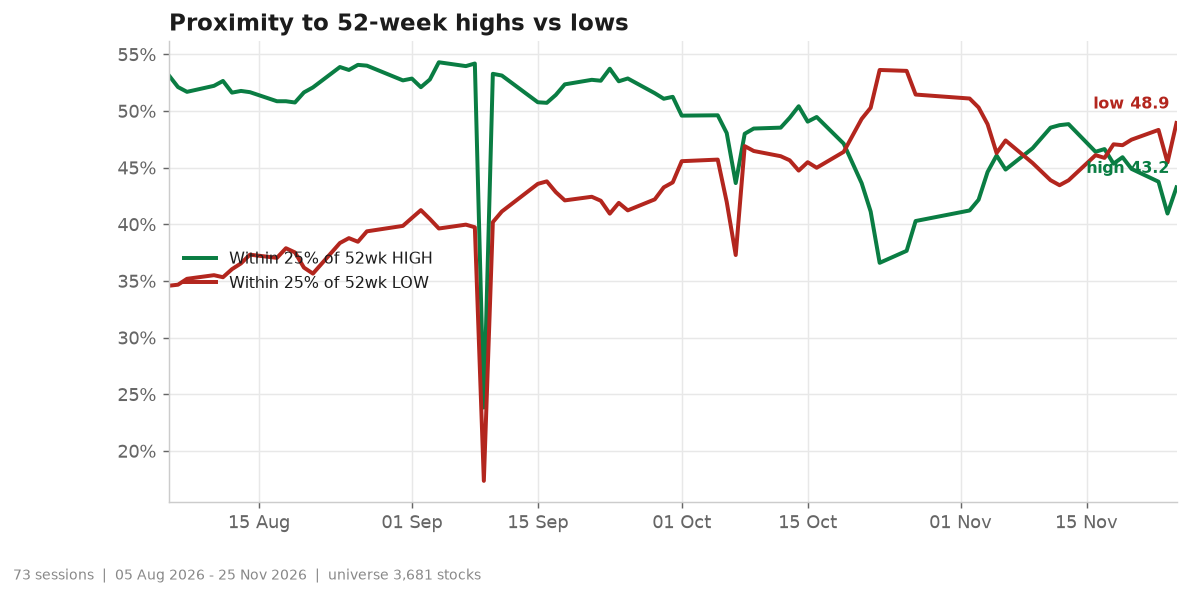 Proximity to 52-week highs vs lows
55%
50%
45%
40%
35%
30%
25%
20%
low 48.9
high 43.2
Within 25% of 52wk HIGH
Within 25% of 52wk LOW
15 Aug
01 Sep
15 Sep
01 Oct
15 Oct
01 Nov
15 Nov
73 sessions | 05 Aug 2026 - 25 Nov 2026 | universe 3,681 stocks